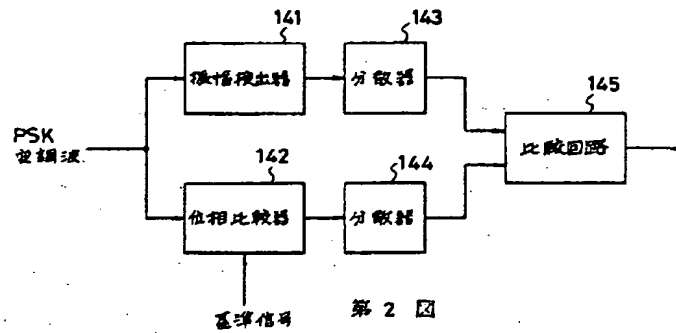 141
143
振幅検出器
分散器
145
PSK
変調波
比較回路
142
144
位相比較器
分散器
基準信号
第 2 図